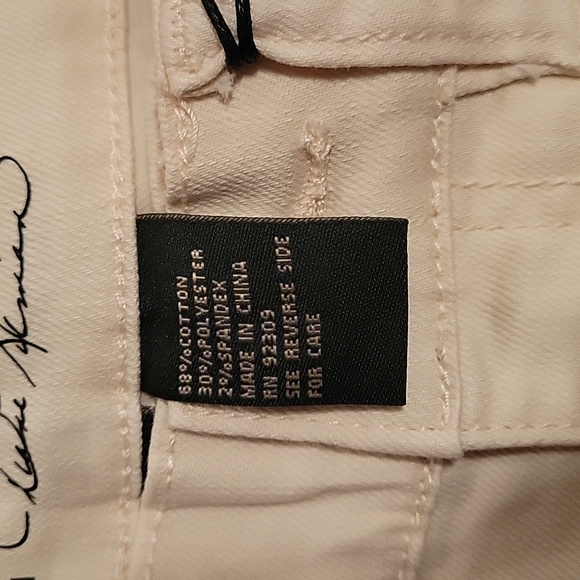 68%COTTON
30%POLYESTER
2%SPANDEX
MADE IN CHINA
RN 92309
SEE REVERSE SIDE
FOR CARE